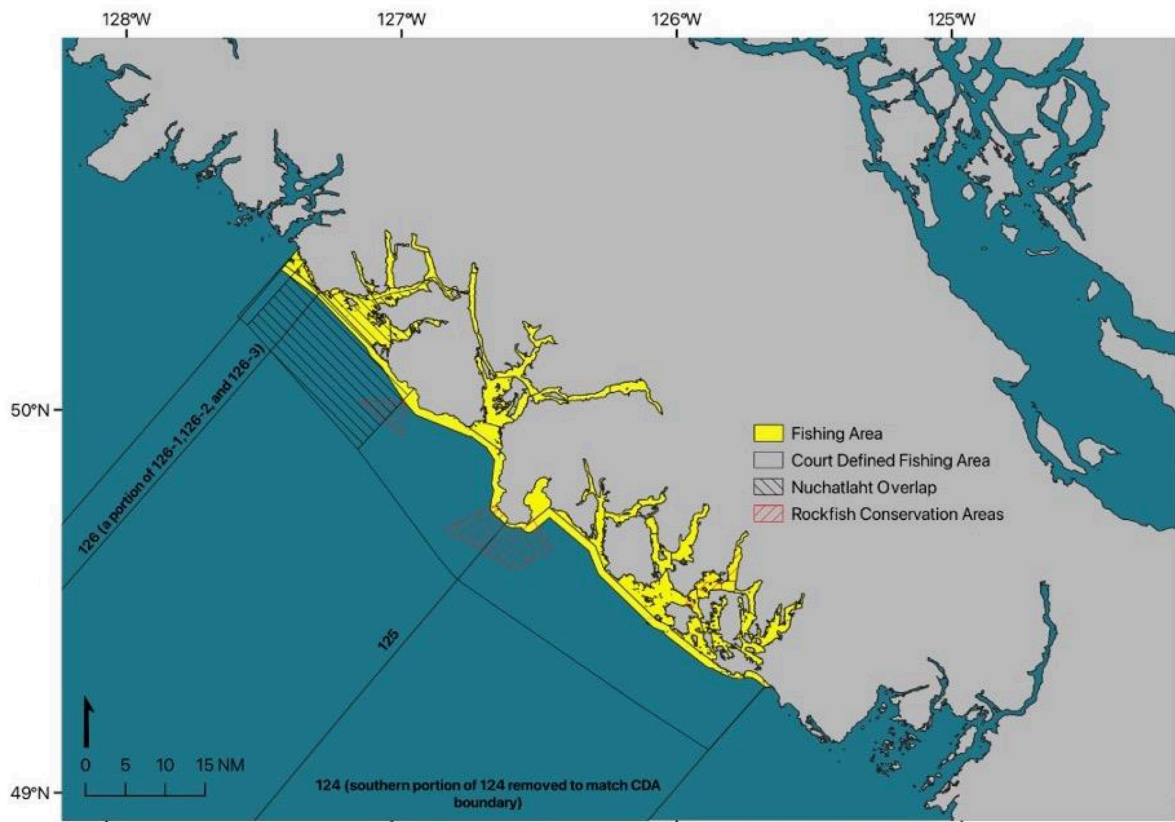 128°W 127°W 126°W 125°W
50°N
126 (a portion of 126-1,126-2, and 126-3)
Fishing Area
Court Defined Fishing Area
Nuchatlaht Overlap
Rockfish Conservation Areas
125
0 5 10 15 NM
124 (southern portion of 124 removed to match CDA
boundary)
49°N